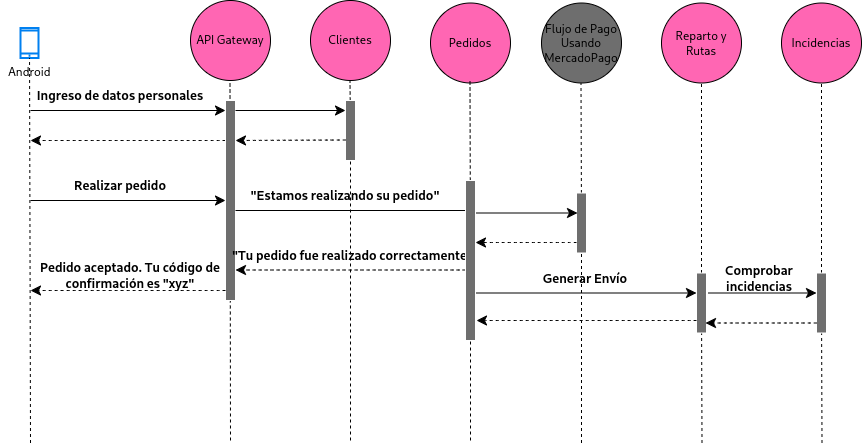 Android
API Gateway
Clientes
Pedidos
Flujo de Pago
Usando
MercadoPago
Reparto y
Rutas
Incidencias
Ingreso de datos personales
Realizar pedido
"Estamos realizando su pedido"
"Tu pedido fue realizado correctamente
Pedido aceptado. Tu código de
confirmación es "xyz"
Generar Envío
Comprobar
incidencias